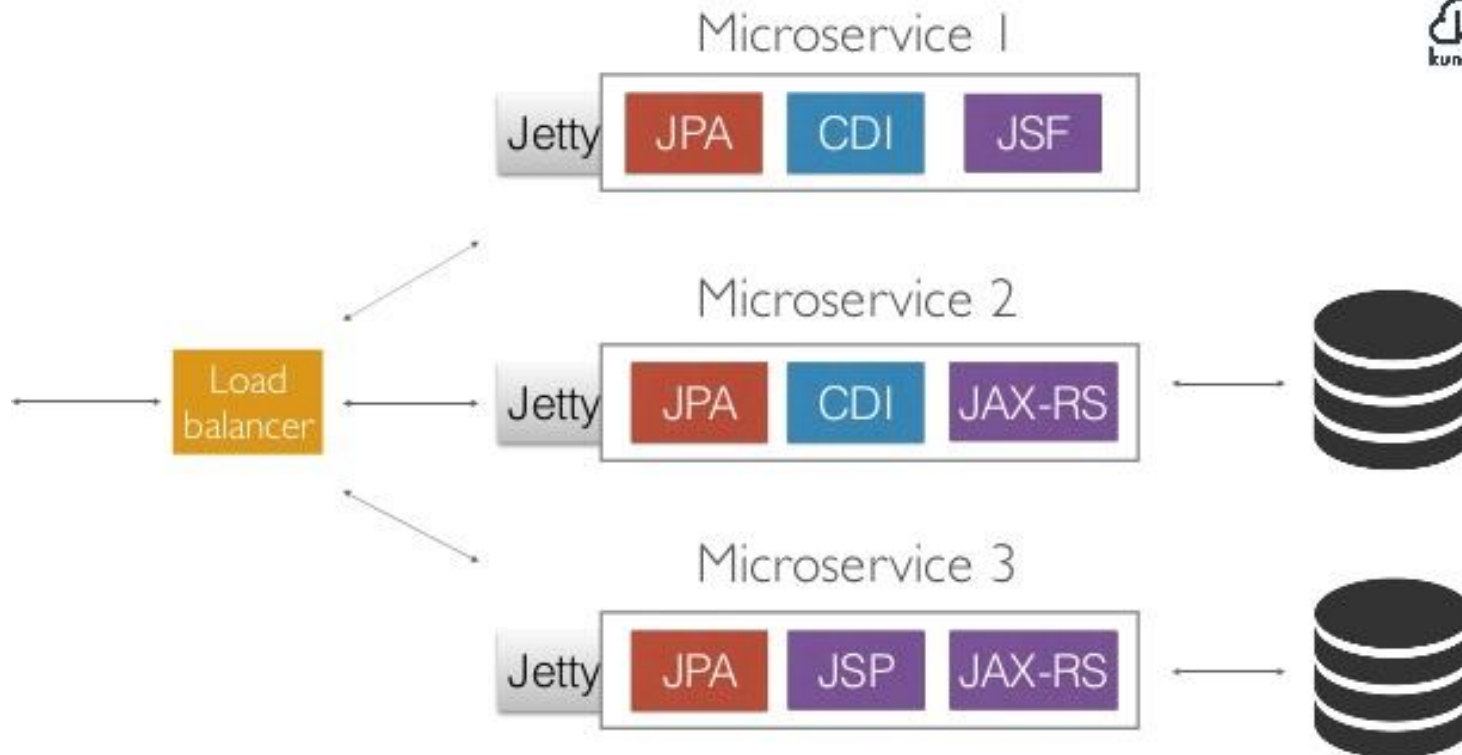 Microservice 1
Jetty JPA CDI JSF
Microservice 2
Load
balancer
Jetty JPA CDI JAX-RS
Microservice 3
Jetty JPA JSP JAX-RS